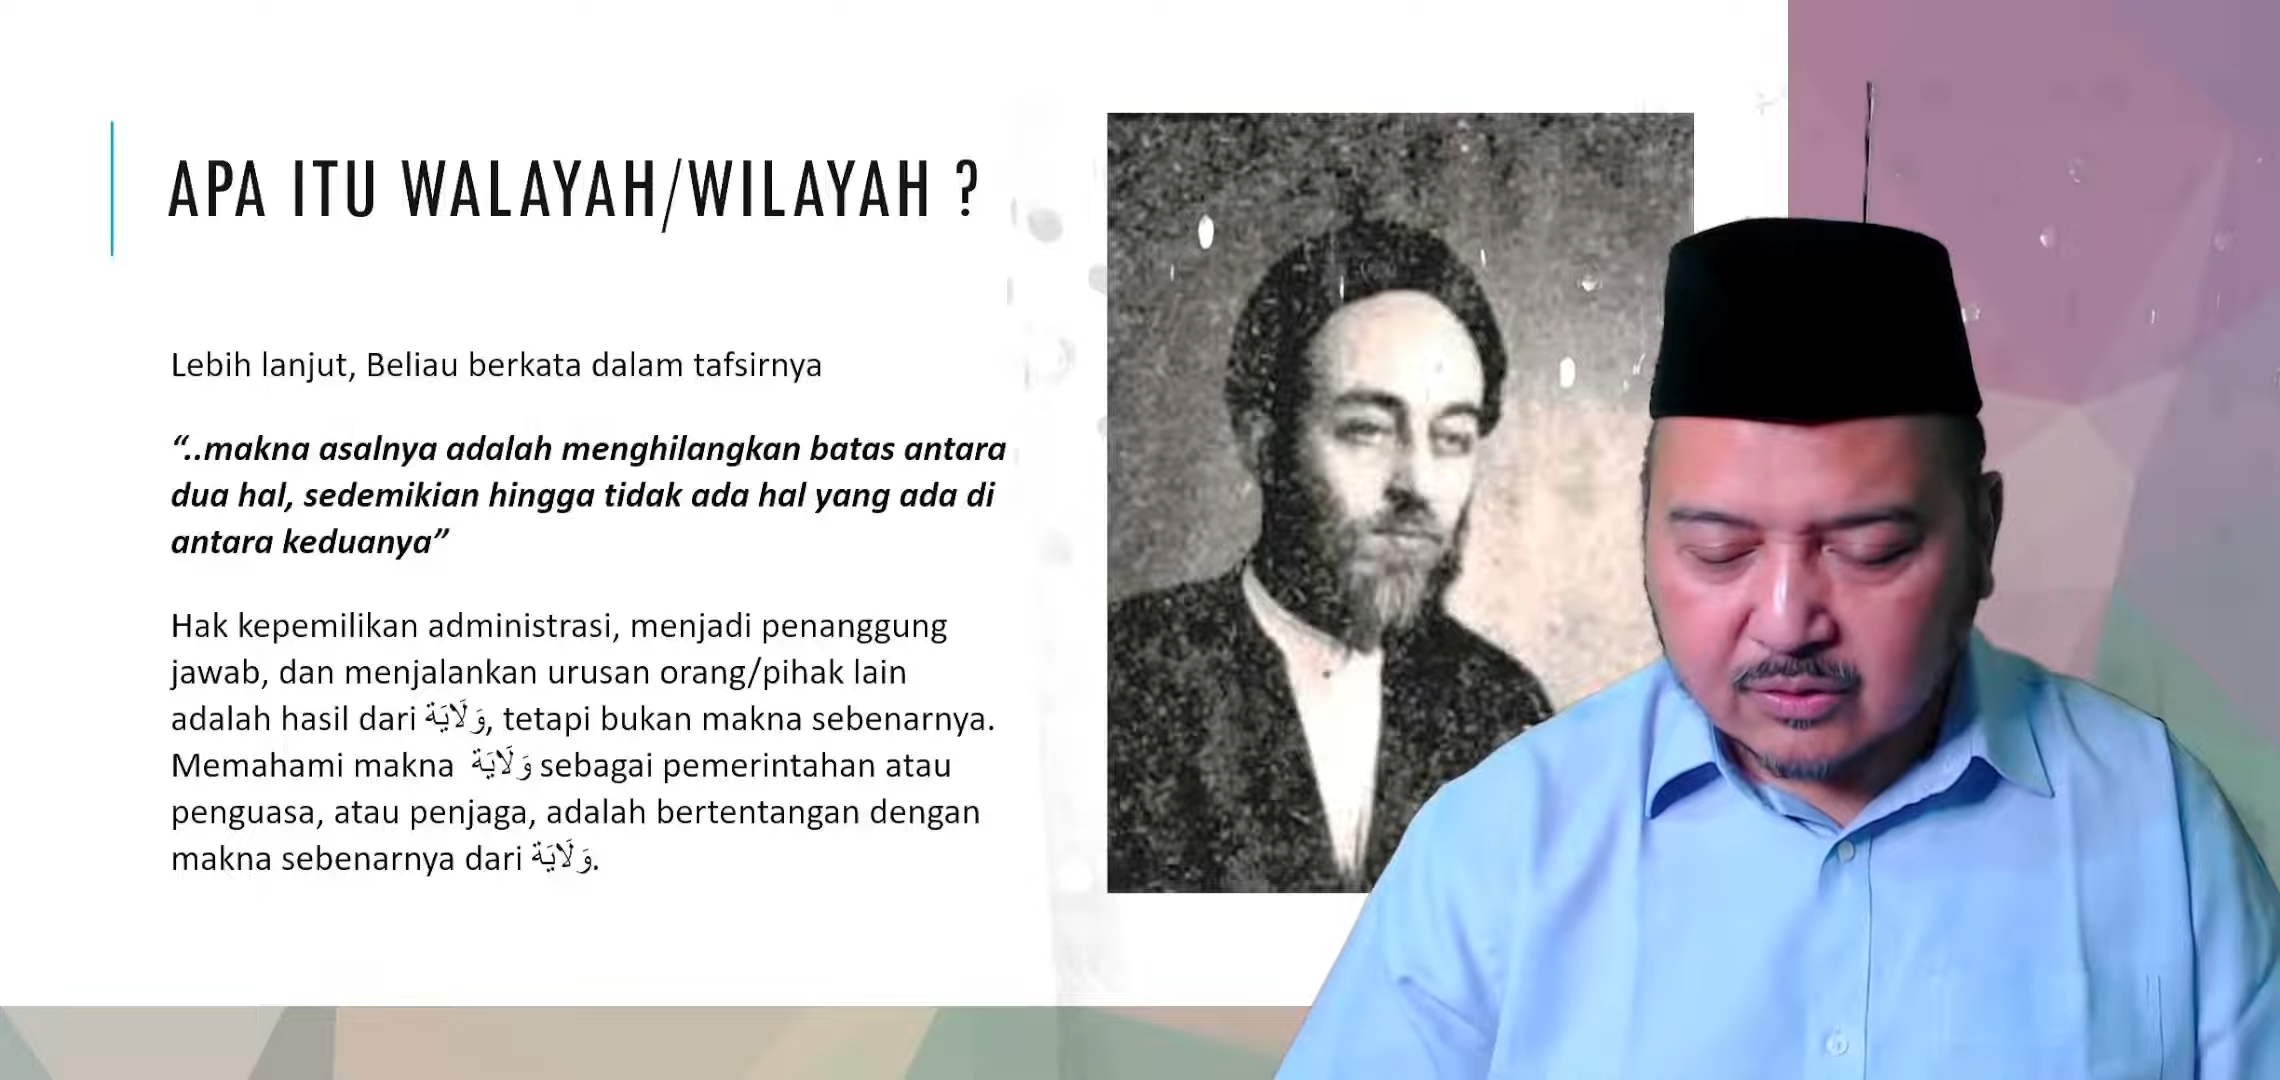 APA ITU WALAYAH/WILAYAH ?
Lebih lanjut, Beliau berkata dalam tafsirnya
“..makna asalnya adalah menghilangkan batas antara
dua hal, sedemikian hingga tidak ada hal yang ada di
antara keduanya”
Hak kepemilikan administrasi, menjadi penanggung
jawab, dan menjalankan urusan orang/pihak lain
adalah hasil dari وَلَايَة, tetapi bukan makna sebenarnya.
Memahami makna وَلَايَة sebagai pemerintahan atau
penguasa, atau penjaga, adalah bertentangan dengan
makna sebenarnya dari وَلَايَة.